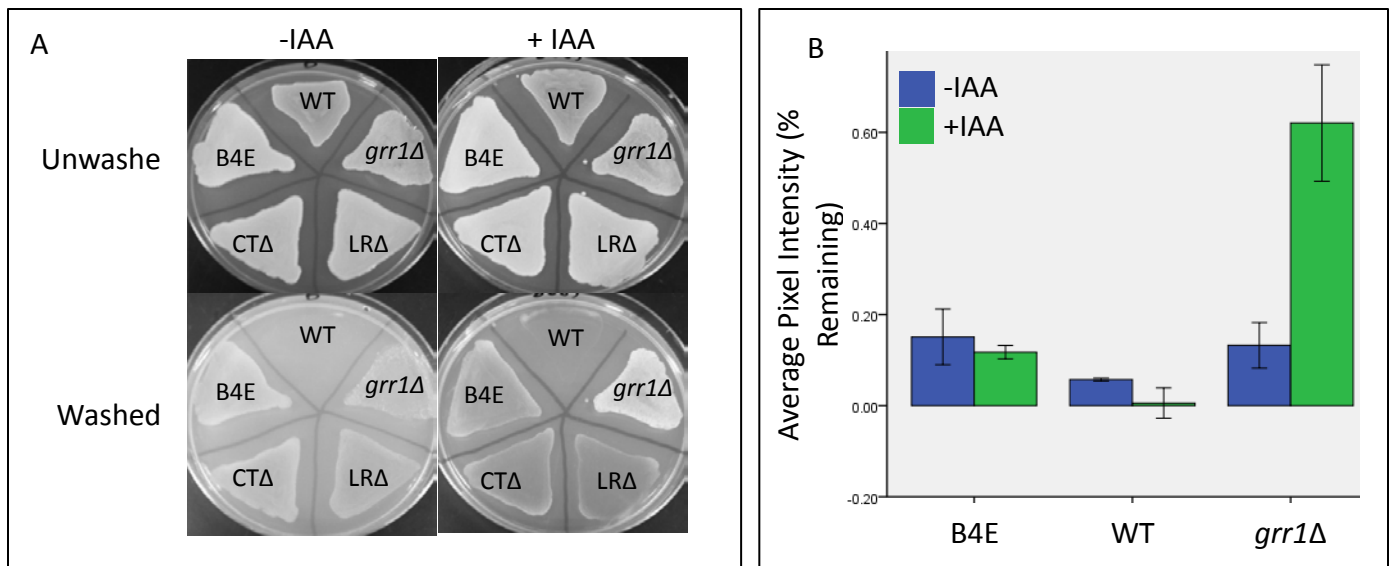 A
-IAA
+ IAA
Unwashe
WT
B4E
grr1Δ
CTΔ
LRΔ
WT
B4E
grr1Δ
CTΔ
LRΔ
Washed
WT
B4E
grr1Δ
CTΔ
LRΔ
WT
B4E
grr1Δ
CTΔ
LRΔ
B
-IAA
+IAA
Average Pixel Intensity (%
Remaining)
0.60
0.40
0.20
0.00
-0.20
B4E
WT
grr1Δ